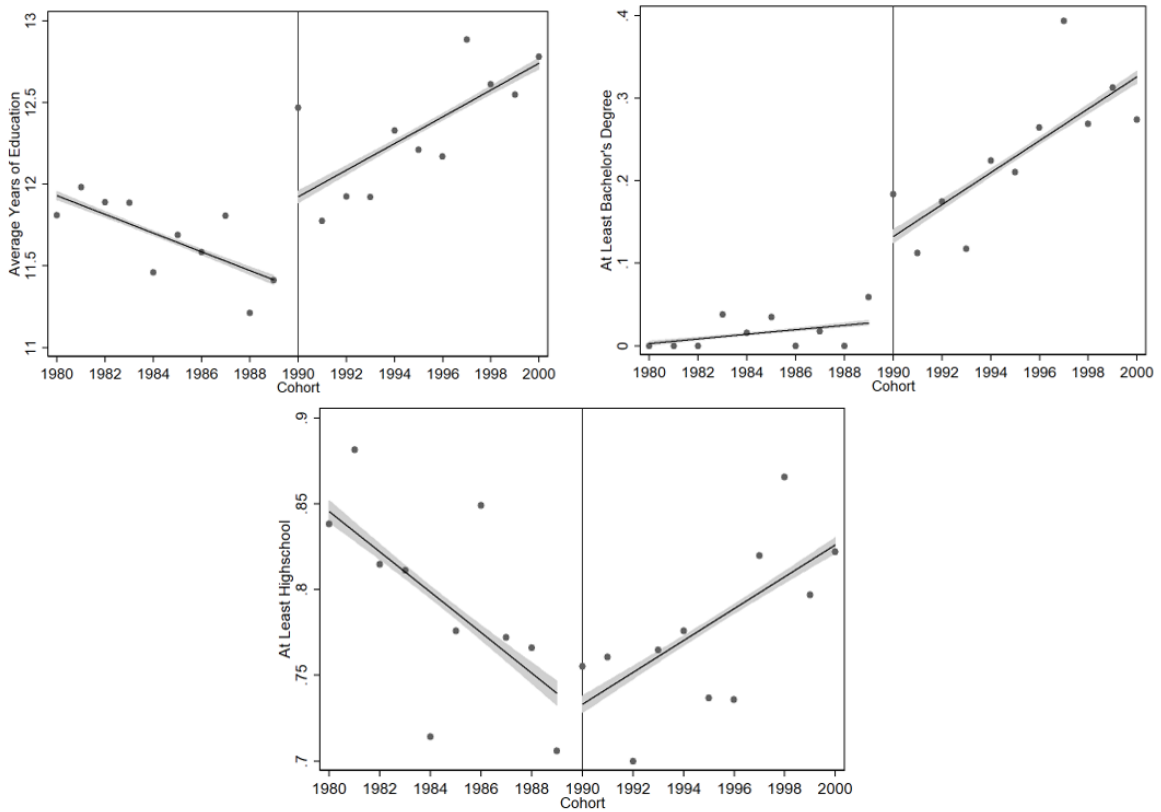 Average Years of Education
13
12.5
12
11.5
11
1980 1982 1984 1986 1988 1990 1992 1994 1996 1998 2000
Cohort
At Least Bachelor's Degree
.4
.3
.2
.1
0
1980 1982 1984 1986 1988 1990 1992 1994 1996 1998 2000
Cohort
At Least Highschool
.9
.85
.8
.75
.7
1980 1982 1984 1986 1988 1990 1992 1994 1996 1998 2000
Cohort